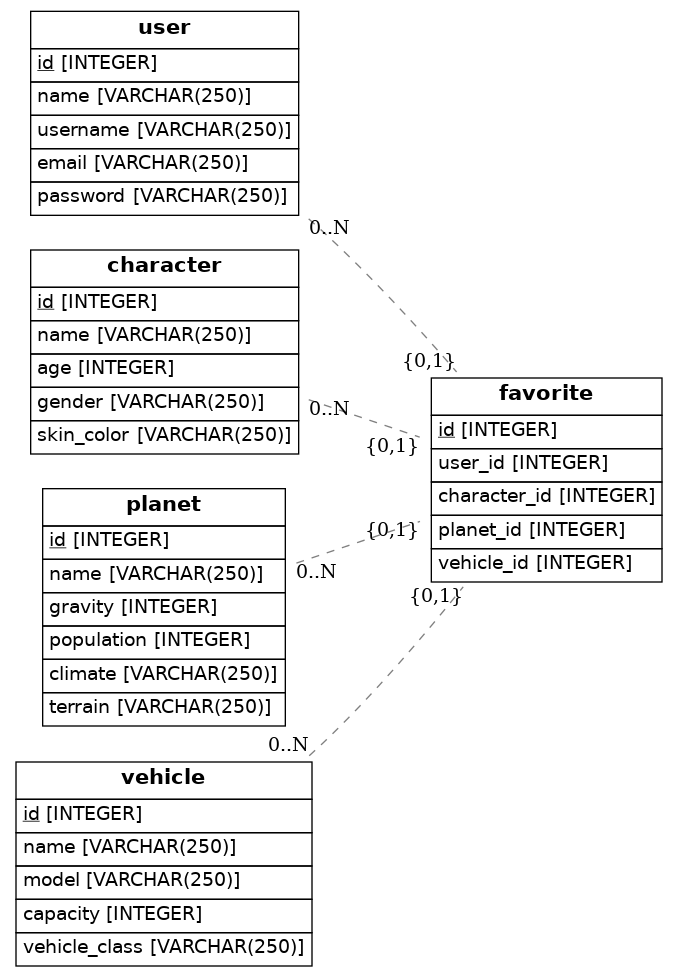 user
id [INTEGER]
name [VARCHAR(250)]
username [VARCHAR(250)]
email [VARCHAR(250)]
password [VARCHAR(250)]
0..N
character
id [INTEGER]
name [VARCHAR(250)]
age [INTEGER]
gender [VARCHAR(250)]
skin_color [VARCHAR(250)]
0..N
{0,1}
{0,1}
{0,1}
{0,1}
favorite
id [INTEGER]
user_id [INTEGER]
character_id [INTEGER]
planet_id [INTEGER]
vehicle_id [INTEGER]
planet
id [INTEGER]
name [VARCHAR(250)]
gravity [INTEGER]
population [INTEGER]
climate [VARCHAR(250)]
terrain [VARCHAR(250)]
0..N
0..N
vehicle
id [INTEGER]
name [VARCHAR(250)]
model [VARCHAR(250)]
capacity [INTEGER]
vehicle_class [VARCHAR(250)]